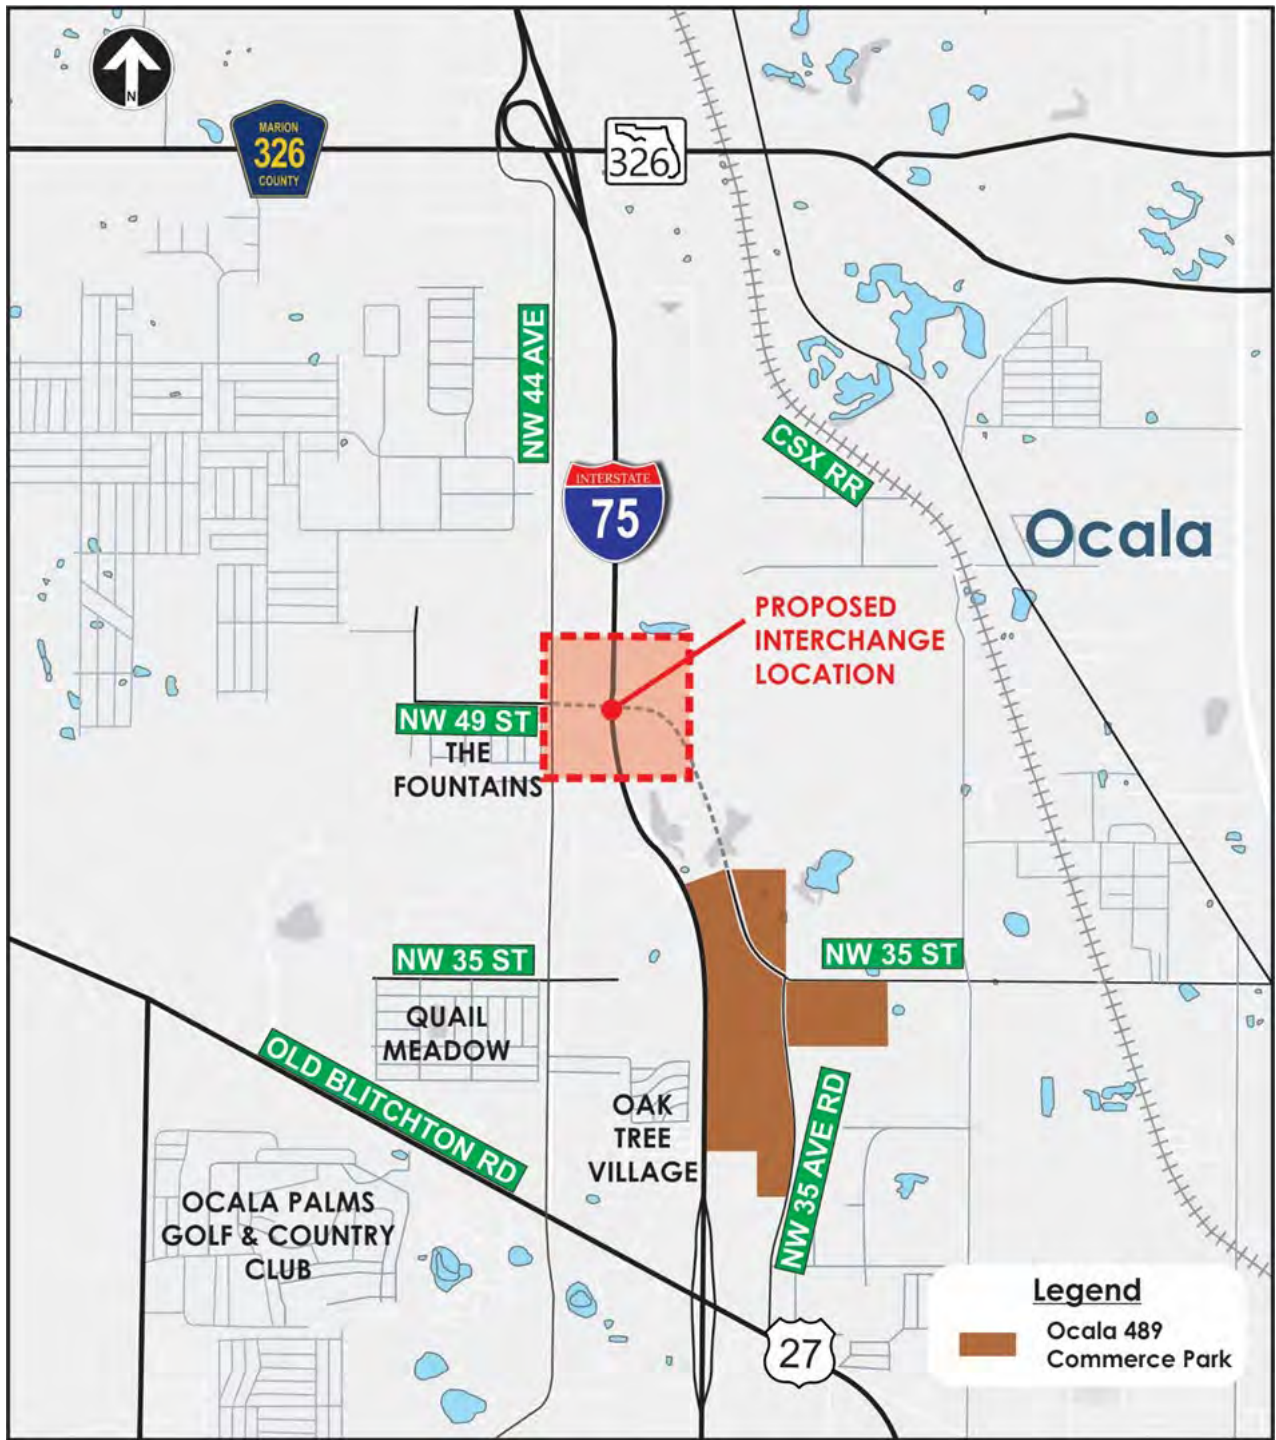 N
MARION
326
COUNTY
326
NW 44 AVE
INTERSTATE
75
CSX RR
Ocala
PROPOSED
INTERCHANGE
LOCATION
NW 49 ST
THE
FOUNTAINS
NW 35 ST
NW 35 ST
QUAIL
MEADOW
OLD BLITCHTON RD
OAK
TREE
VILLAGE
NW 35 AVE RD
OCALA PALMS
GOLF & COUNTRY
CLUB
27
Legend
Ocala 489
Commerce Park